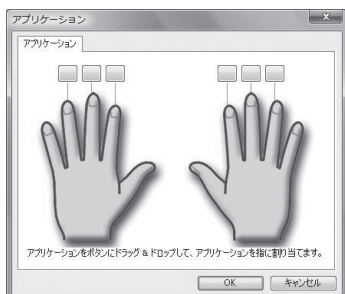 アプリケーション
アプリケーション
アプリケーションをボタンにドラッグ & ドロップして、アプリケーションを指に割り当てます。
OK
キャンセル